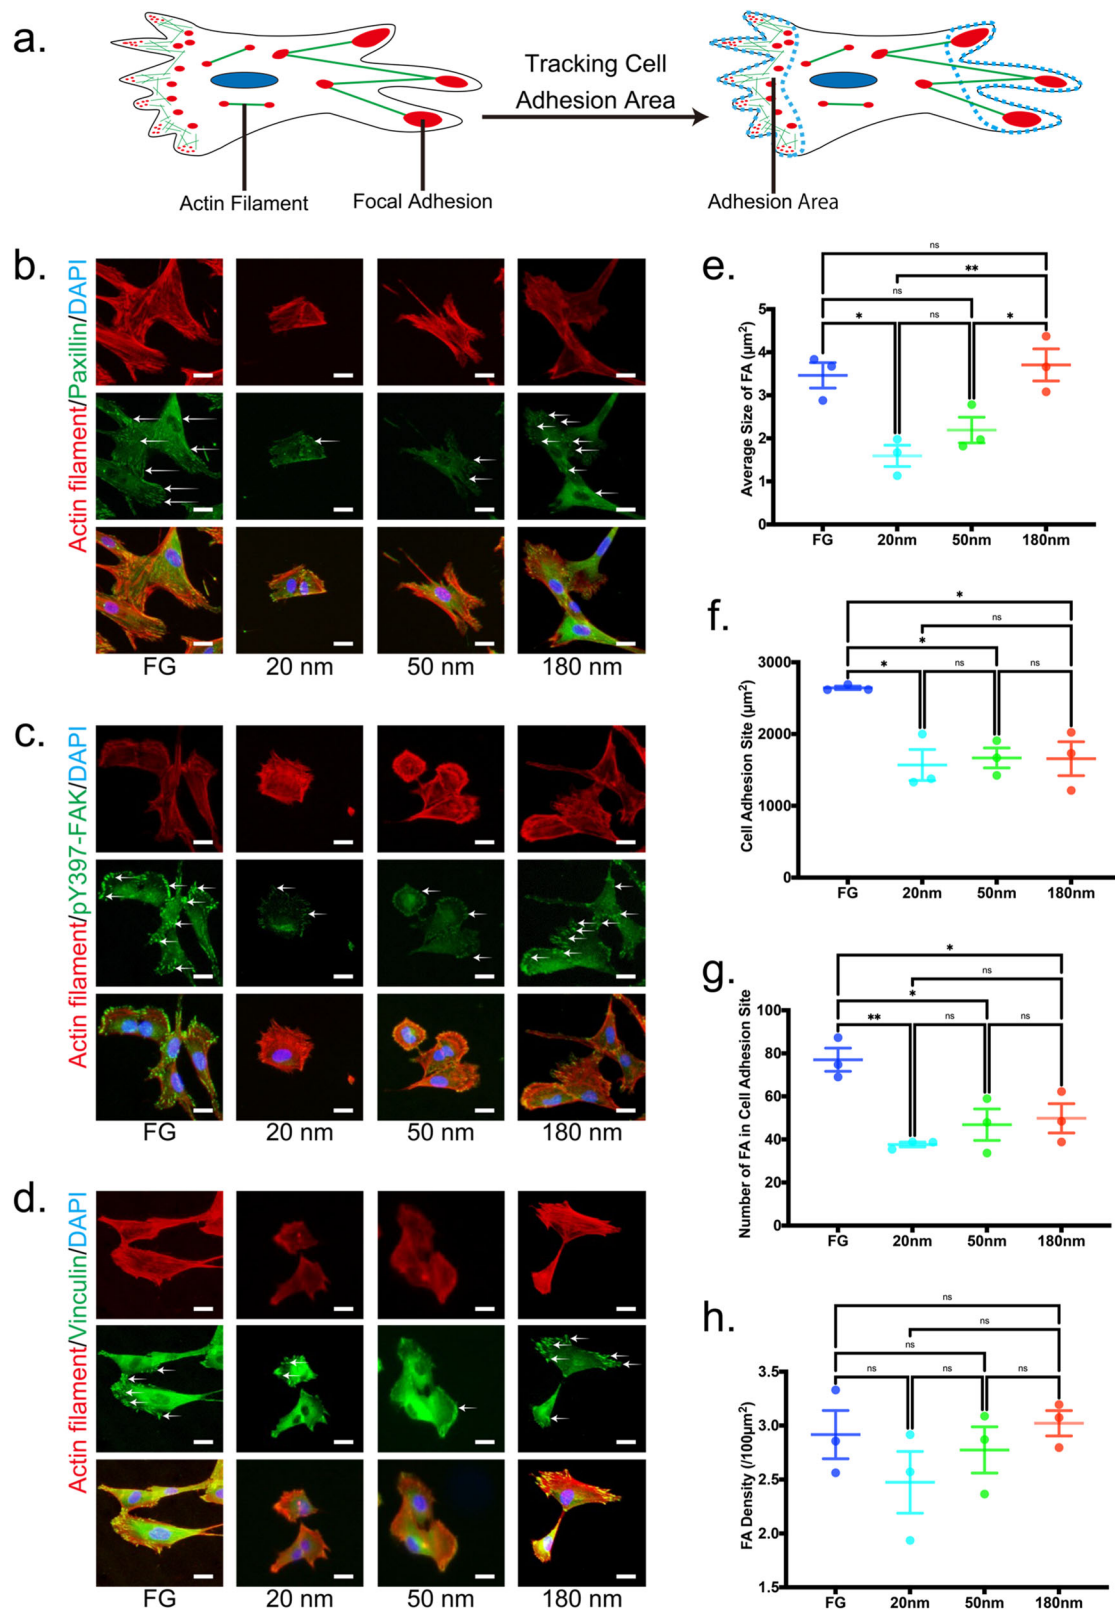 a.
Tracking Cell
Adhesion Area
Actin Filament
Focal Adhesion
Adhesion Area
b.
Actin filament/Paxillin/DAPI
FG
20 nm
50 nm
180 nm
c.
Actin filament/pY397-FAK/DAPI
FG
20 nm
50 nm
180 nm
d.
Actin filament/Vinculin/DAPI
FG
20 nm
50 nm
180 nm
e.
ns
**
ns
* ns *
Average Size of FA (µm²)
5
4
3
2
1
0
FG 20nm 50nm 180nm
f.
*
ns
*
* ns ns
Cell Adhesion Site (µm²)
3000
2000
1000
0
FG 20nm 50nm 180nm
g.
*
ns
*
** ns ns
Number of FA in Cell Adhesion Site
100
80
60
40
20
0
FG 20nm 50nm 180nm
h.
ns
ns
ns
ns ns ns
FA Density (/100µm²)
3.5
3.0
2.5
2.0
1.5
FG 20nm 50nm 180nm